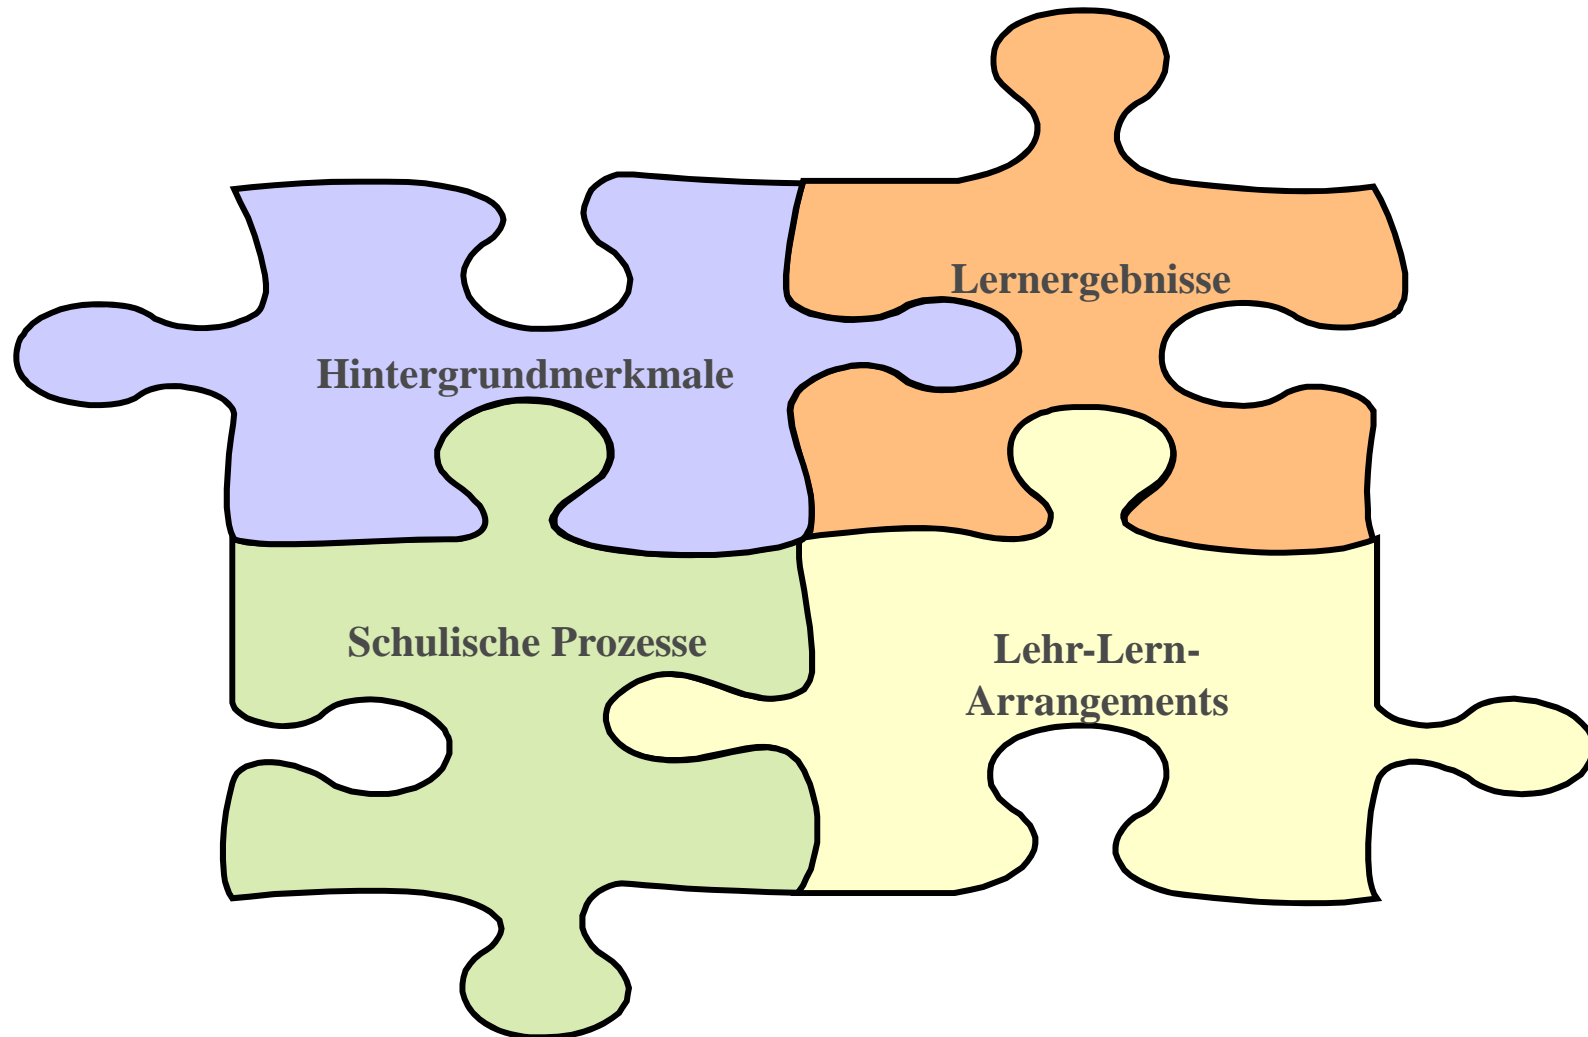 Lernergebnisse
Hintergrundmerkmale
Schulische Prozesse
Lehr-Lern-
Arrangements